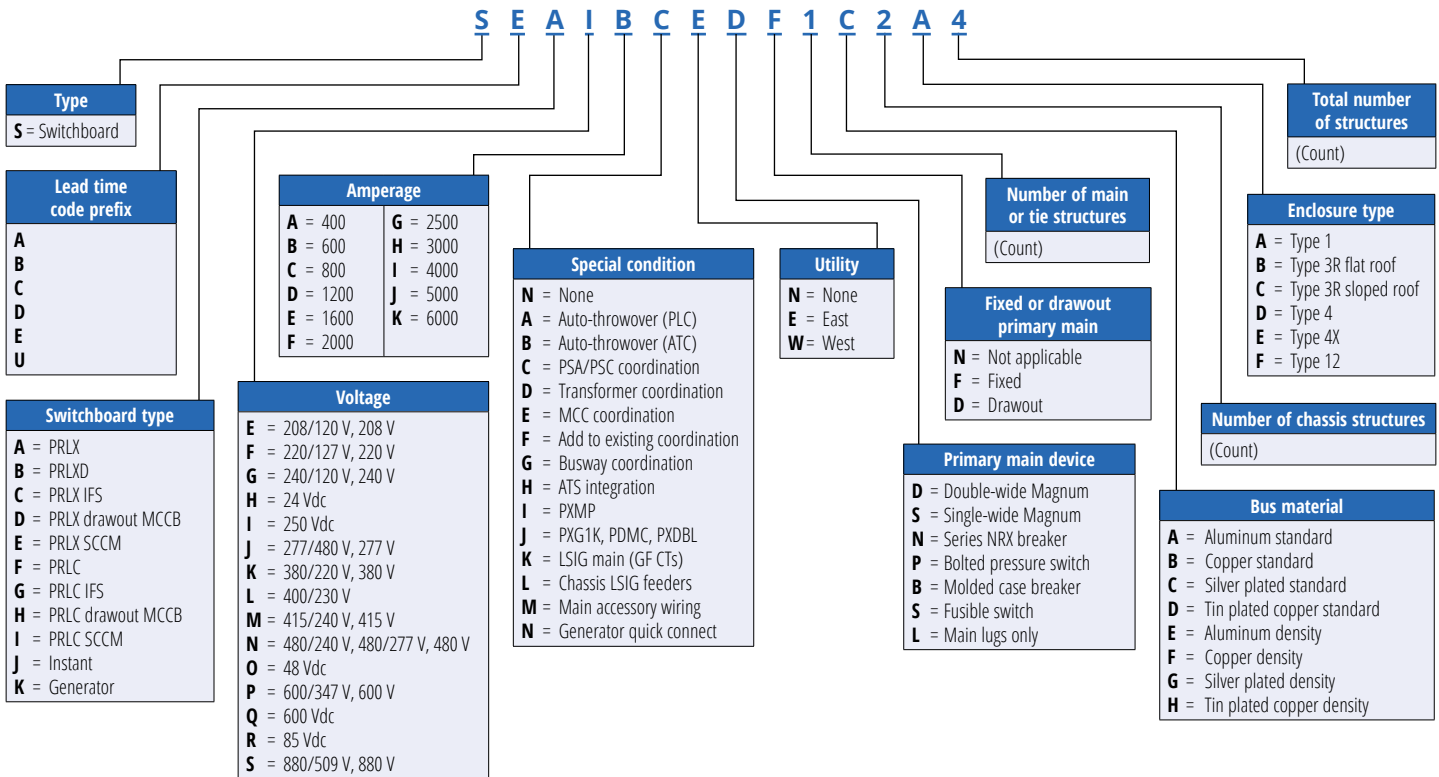 S E A I B C E D F 1 C 2 A 4
Type
S = Switchboard
Lead time
code prefix
A
B
C
D
E
U
Switchboard type
A = PRLX
B = PRLXD
C = PRLX IFS
D = PRLX drawout MCCB
E = PRLX SCCM
F = PRLC
G = PRLC IFS
H = PRLC drawout MCCB
I = PRLC SCCM
J = Instant
K = Generator
Voltage
E = 208/120 V, 208 V
F = 220/127 V, 220 V
G = 240/120 V, 240 V
H = 24 Vdc
I = 250 Vdc
J = 277/480 V, 277 V
K = 380/220 V, 380 V
L = 400/230 V
M = 415/240 V, 415 V
N = 480/240 V, 480/277 V, 480 V
O = 48 Vdc
P = 600/347 V, 600 V
Q = 600 Vdc
R = 85 Vdc
S = 880/509 V, 880 V
Amperage
A = 400
B = 600
C = 800
D = 1200
E = 1600
F = 2000
G = 2500
H = 3000
I = 4000
J = 5000
K = 6000
Special condition
N = None
A = Auto-throwover (PLC)
B = Auto-throwover (ATC)
C = PSA/PSC coordination
D = Transformer coordination
E = MCC coordination
F = Add to existing coordination
G = Busway coordination
H = ATS integration
I = PXMP
J = PXG1K, PDMC, PXDBL
K = LSIG main (GF CTs)
L = Chassis LSIG feeders
M = Main accessory wiring
N = Generator quick connect
Utility
N = None
E = East
W = West
Primary main device
D = Double-wide Magnum
S = Single-wide Magnum
N = Series NRX breaker
P = Bolted pressure switch
B = Molded case breaker
S = Fusible switch
L = Main lugs only
Fixed or drawout
primary main
N = Not applicable
F = Fixed
D = Drawout
Number of main
or tie structures
(Count)
Bus material
A = Aluminum standard
B = Copper standard
C = Silver plated standard
D = Tin plated copper standard
E = Aluminum density
F = Copper density
G = Silver plated density
H = Tin plated copper density
Number of chassis structures
(Count)
Enclosure type
A = Type 1
B = Type 3R flat roof
C = Type 3R sloped roof
D = Type 4
E = Type 4X
F = Type 12
Total number
of structures
(Count)